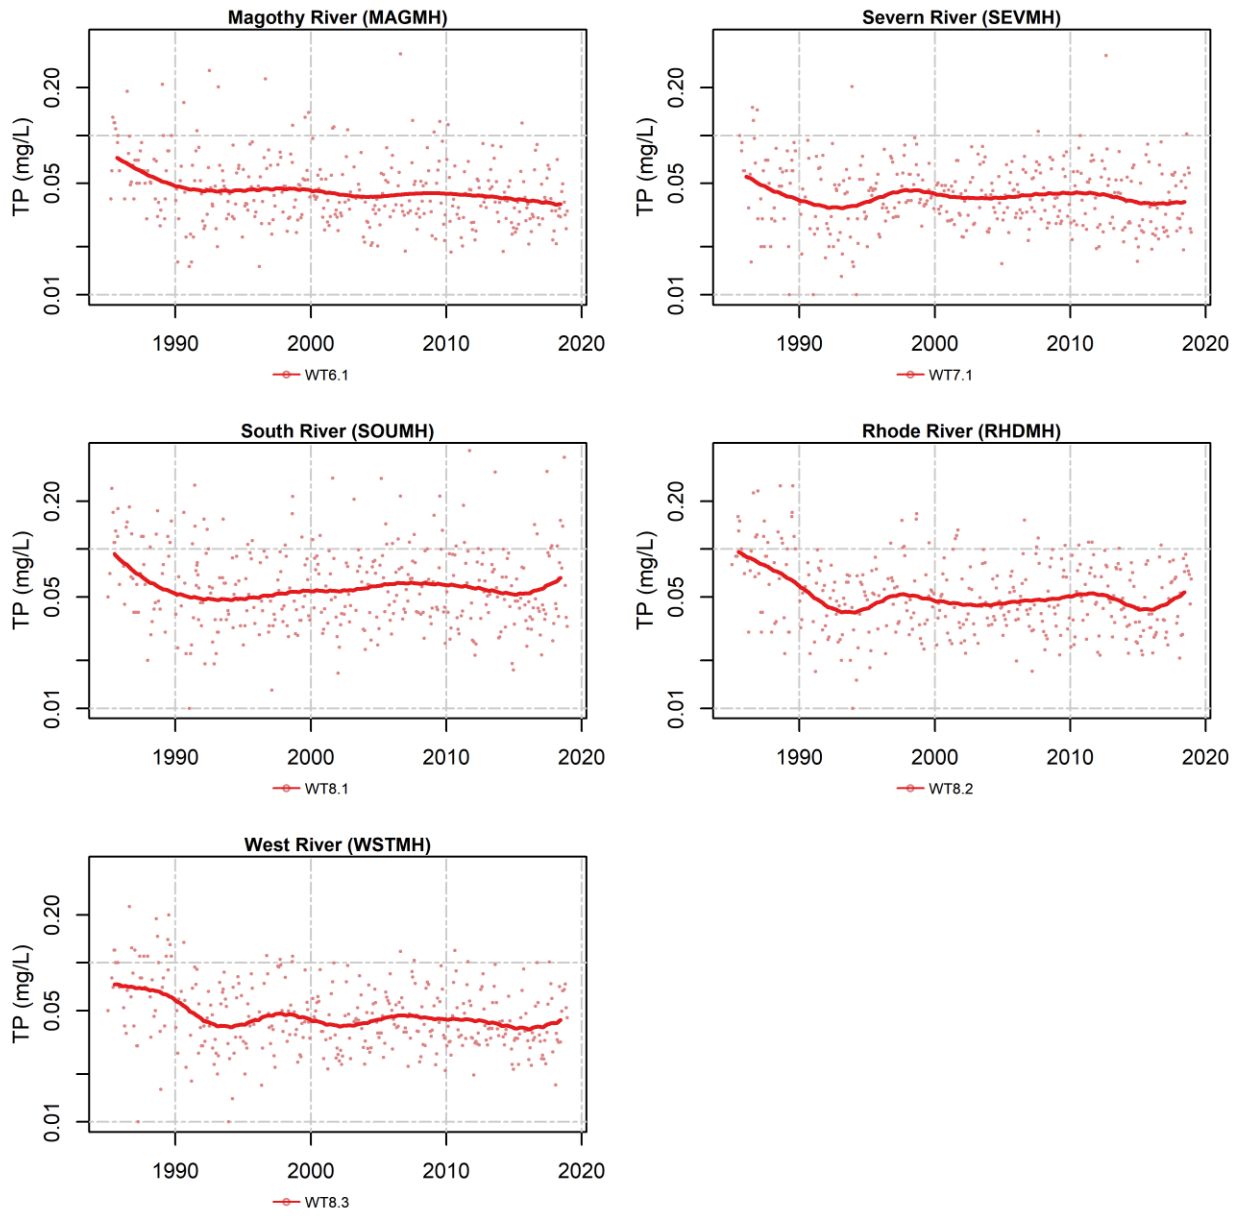 Magothy River (MAGMH)
TP (mg/L)
0.20
0.05
0.01
1990 2000 2010 2020
WT6.1
Severn River (SEVMH)
TP (mg/L)
0.20
0.05
0.01
1990 2000 2010 2020
WT7.1
South River (SOUMH)
TP (mg/L)
0.20
0.05
0.01
1990 2000 2010 2020
WT8.1
Rhode River (RHDMH)
TP (mg/L)
0.20
0.05
0.01
1990 2000 2010 2020
WT8.2
West River (WSTMH)
TP (mg/L)
0.20
0.05
0.01
1990 2000 2010 2020
WT8.3